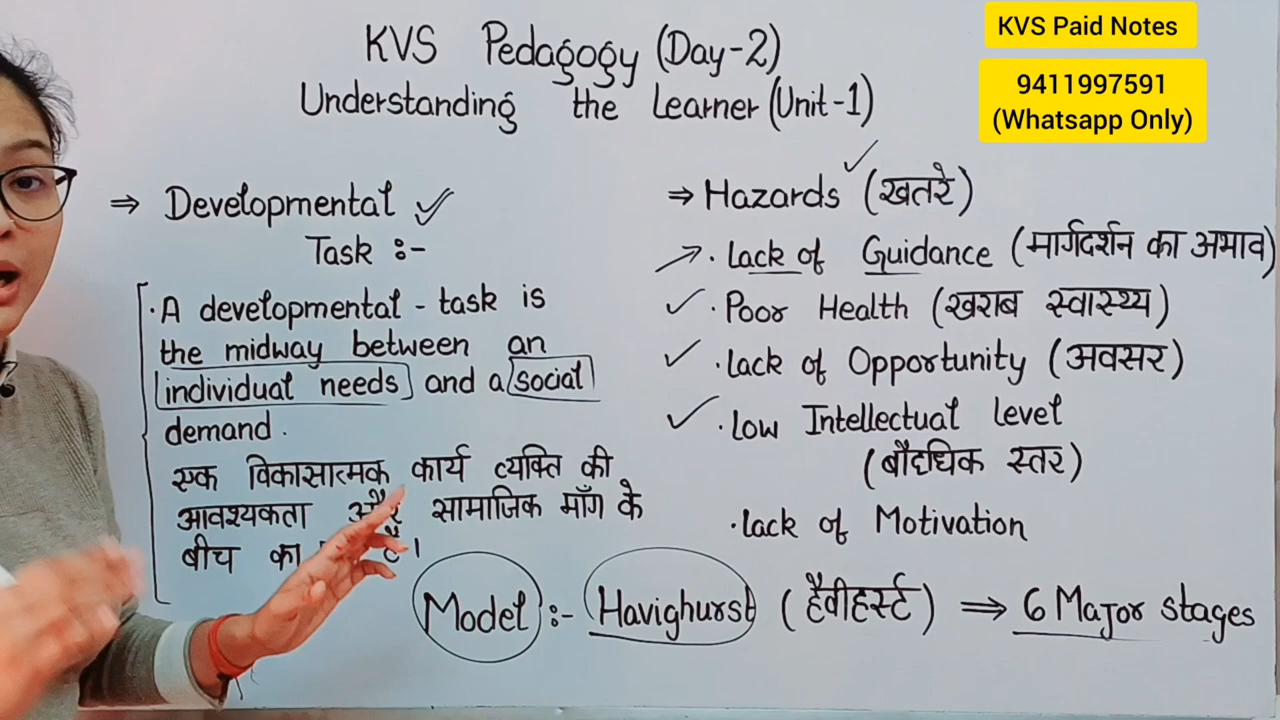 KVS Pedagogy (Day-2)
Understanding the Learner (Unit-1)
KVS Paid Notes
9411997591
(Whatsapp Only)
⇒ Developmental ✓
Task :-
· A developmental - task is
the midway between an
individual needs and a social
demand.
एक विकासात्मक कार्य व्यक्ति की
आवश्यकता और सामाजिक माँग के
बीच का है।
⇒ Hazards ✓ (खतरे)
· Lack of Guidance (मार्गदर्शन का अभाव)
✓ · Poor Health (खराब स्वास्थ्य)
✓ · Lack of Opportunity (अवसर)
✓ · Low Intellectual level
(बौद्धिक स्तर)
· Lack of Motivation
Model :- Havighurst (हैवीहर्स्ट) ⇒ 6 Major stages